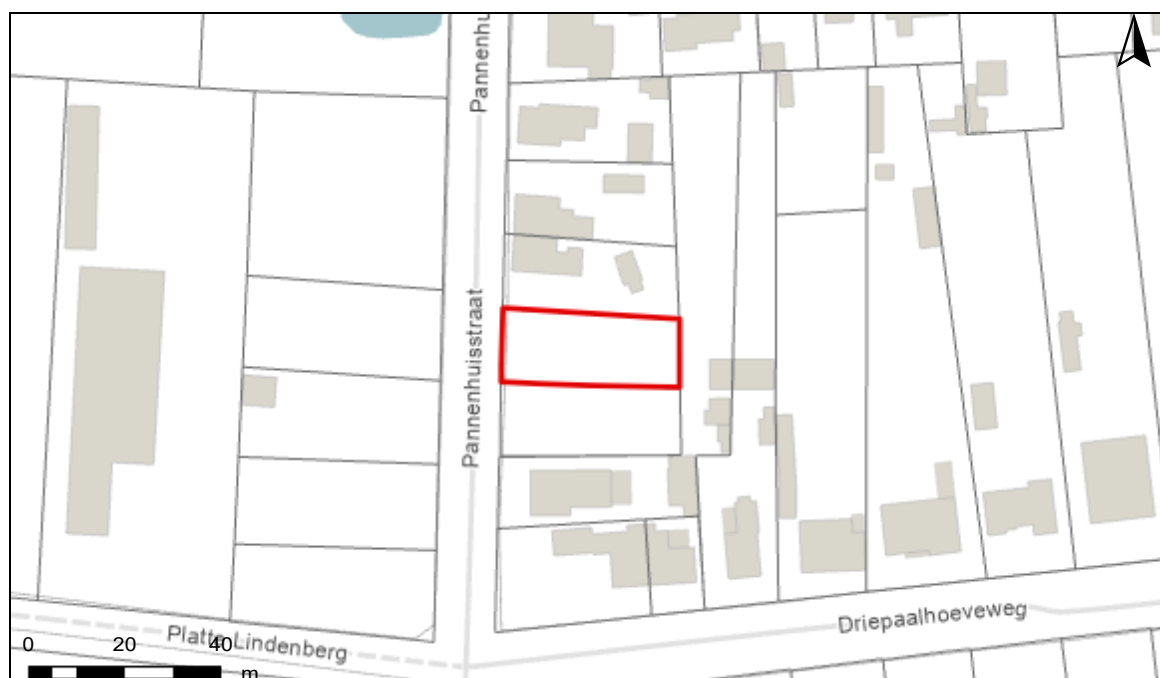 Pannenhu
Pannenhuisstraat
Driepaalhoeveweg
Platte Lindenberg
0 20 40
m